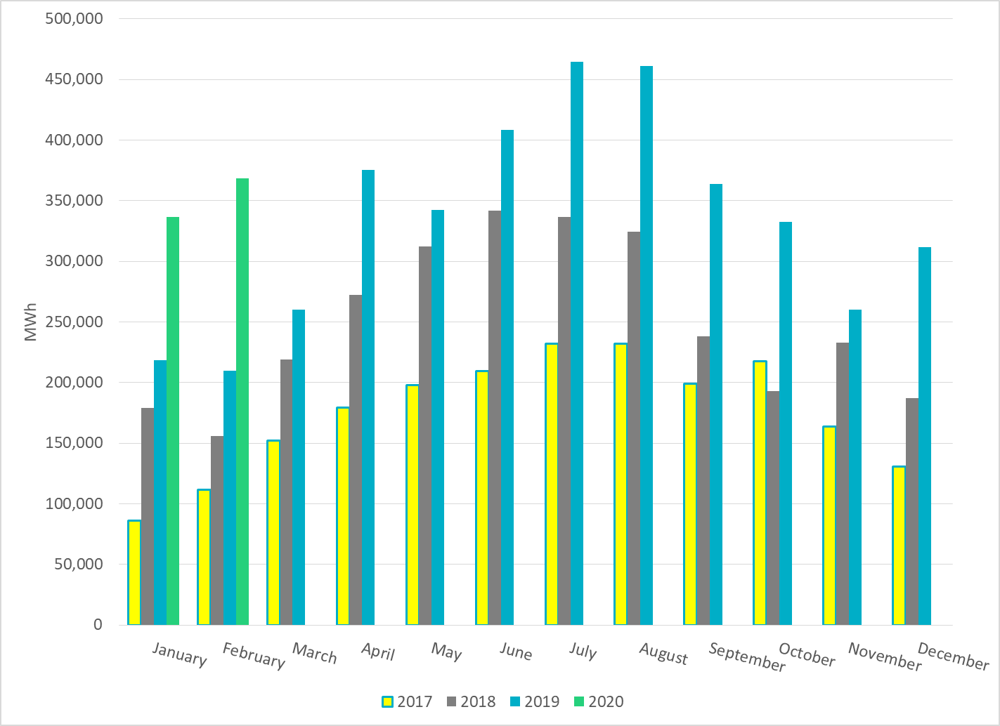 500,000
450,000
400,000
350,000
300,000
250,000
200,000
150,000
100,000
50,000
0
MWh
January
February
March
April
May
June
July
August
September
October
November
December
2017
2018
2019
2020